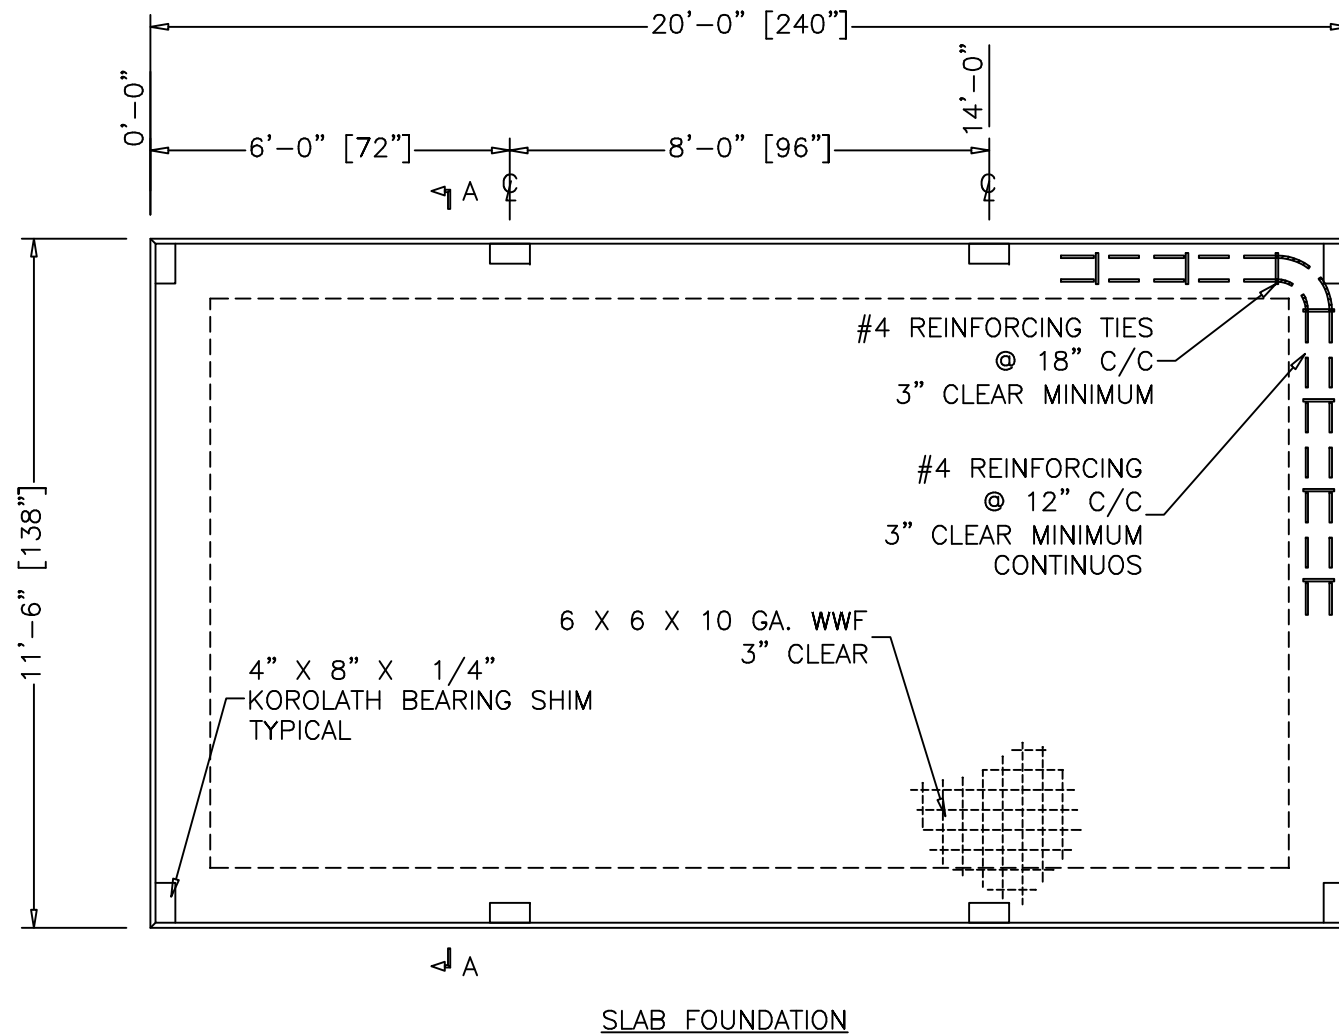 20'-0" [240"]
0'-0"
14'-0"
6'-0" [72"]
8'-0" [96"]
A
℄
℄
#4 REINFORCING TIES
@ 18" C/C
3" CLEAR MINIMUM
#4 REINFORCING
@ 12" C/C
3" CLEAR MINIMUM
CONTINUOS
11'-6" [138"]
6 X 6 X 10 GA. WWF
3" CLEAR
4" X 8" X 1/4"
KOROLATH BEARING SHIM
TYPICAL
A
SLAB FOUNDATION